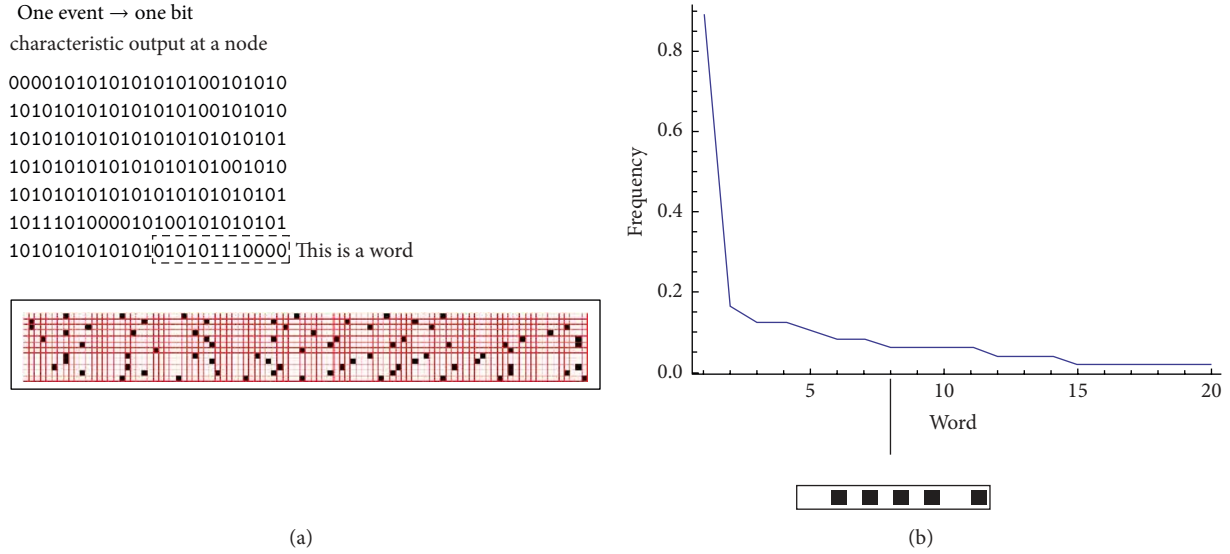 One event → one bit
characteristic output at a node
0000101010101010100101010
1010101010101010100101010
1010101010101010101010101
1010101010101010101001010
1010101010101010101010101
1011101000010100101010101
1010101010101010101110000 This is a word
(a)
0.8
0.6
0.4
0.2
0.0
Frequency
5 10 15 20
Word
(b)